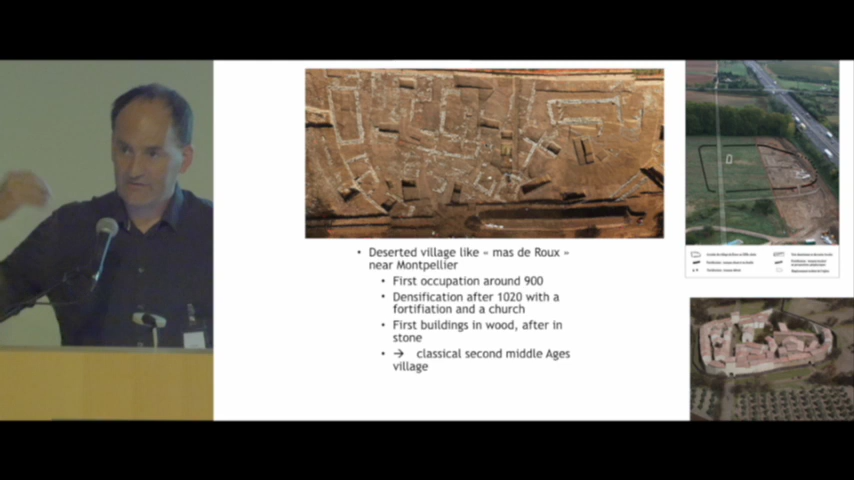 • Deserted village like « mas de Roux »
near Montpellier
• First occupation around 900
• Densification after 1020 with a
fortifiation and a church
• First buildings in wood, after in
stone
• → classical second middle Ages
village